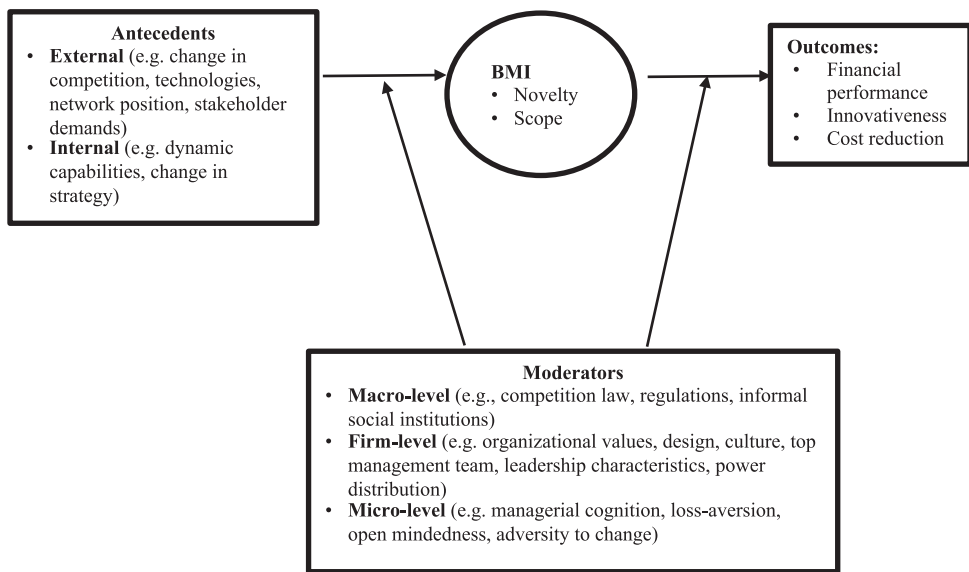 Antecedents
• External (e.g. change in
competition, technologies,
network position, stakeholder
demands)
• Internal (e.g. dynamic
capabilities, change in
strategy)
BMI
• Novelty
• Scope
Outcomes:
• Financial
performance
• Innovativeness
• Cost reduction
Moderators
• Macro-level (e.g., competition law, regulations, informal
social institutions)
• Firm-level (e.g. organizational values, design, culture, top
management team, leadership characteristics, power
distribution)
• Micro-level (e.g. managerial cognition, loss-aversion,
open mindedness, adversity to change)